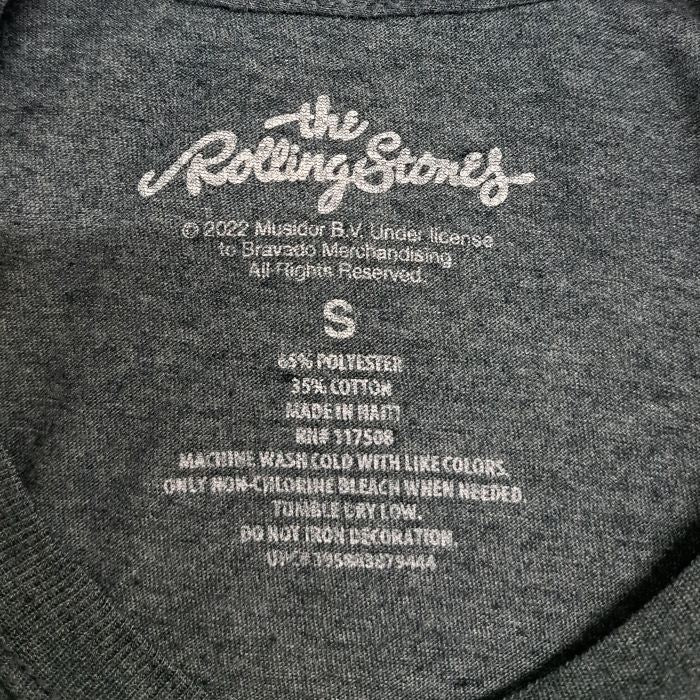 the
Rolling Stones
© 2022 Musidor B.V. Under license
to Bravado Merchandising
All Rights Reserved.
S
65% POLYESTER
35% COTTON
MADE IN HAITI
RN# 117508
MACHINE WASH COLD WITH LIKE COLORS.
ONLY NON-CHLORINE BLEACH WHEN NEEDED.
TUMBLE DRY LOW.
DO NOT IRON DECORATION.
UPC#